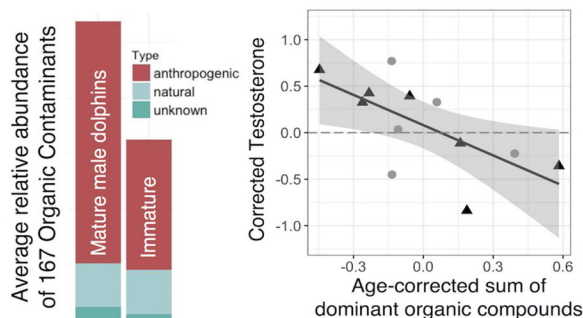 Average relative abundance
of 167 Organic Contaminants
Mature male dolphins
Immature
Type
anthropogenic
natural
unknown
Corrected Testosterone
1.0
0.5
0.0
-0.5
-1.0
-0.3
0.0
0.3
0.6
Age-corrected sum of
dominant organic compounds